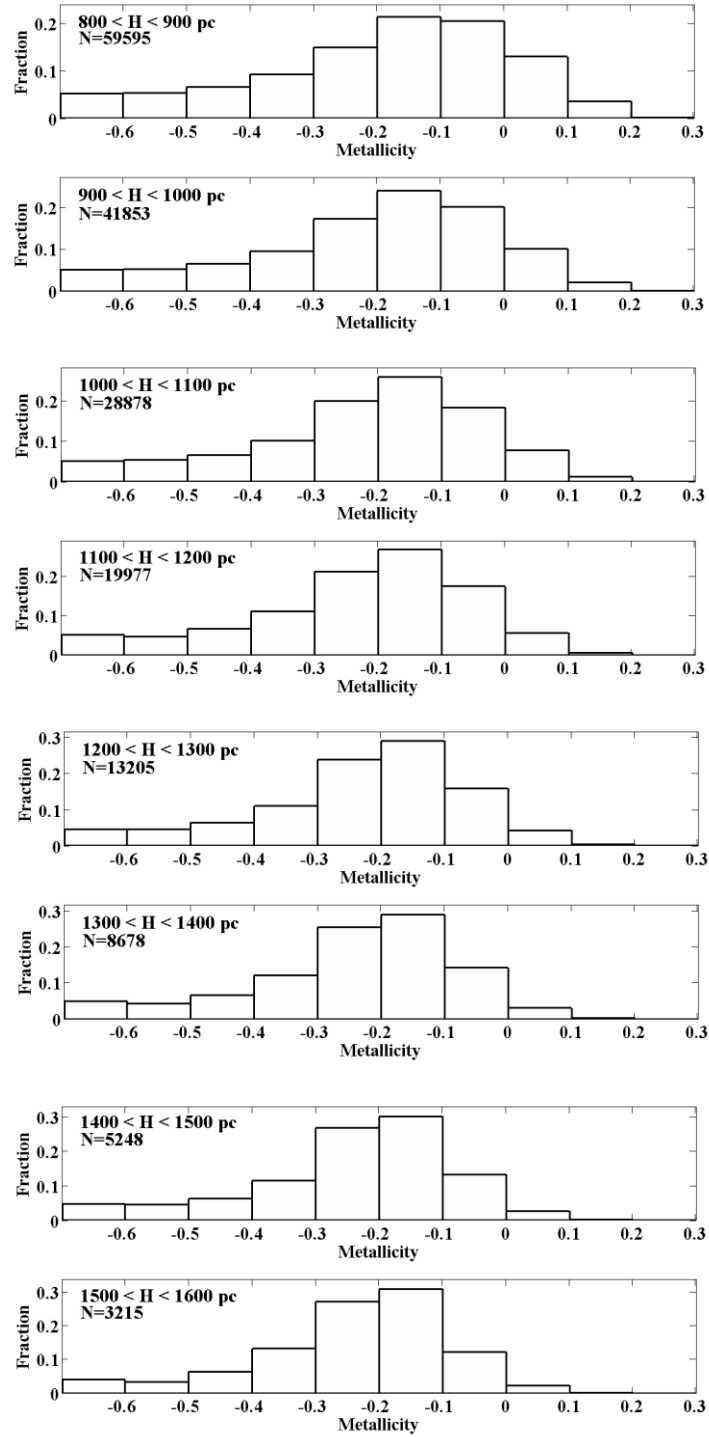 800 < H < 900 pc
N=59595
Fraction
0.2
0.1
0
-0.6 -0.5 -0.4 -0.3 -0.2 -0.1 0 0.1 0.2 0.3
Metallicity
900 < H < 1000 pc
N=41853
Fraction
0.2
0.1
0
-0.6 -0.5 -0.4 -0.3 -0.2 -0.1 0 0.1 0.2 0.3
Metallicity
1000 < H < 1100 pc
N=28878
Fraction
0.2
0.1
0
-0.6 -0.5 -0.4 -0.3 -0.2 -0.1 0 0.1 0.2 0.3
Metallicity
1100 < H < 1200 pc
N=19977
Fraction
0.2
0.1
0
-0.6 -0.5 -0.4 -0.3 -0.2 -0.1 0 0.1 0.2 0.3
Metallicity
1200 < H < 1300 pc
N=13205
Fraction
0.3
0.2
0.1
0
-0.6 -0.5 -0.4 -0.3 -0.2 -0.1 0 0.1 0.2 0.3
Metallicity
1300 < H < 1400 pc
N=8678
Fraction
0.3
0.2
0.1
0
-0.6 -0.5 -0.4 -0.3 -0.2 -0.1 0 0.1 0.2 0.3
Metallicity
1400 < H < 1500 pc
N=5248
Fraction
0.3
0.2
0.1
0
-0.6 -0.5 -0.4 -0.3 -0.2 -0.1 0 0.1 0.2 0.3
Metallicity
1500 < H < 1600 pc
N=3215
Fraction
0.3
0.2
0.1
0
-0.6 -0.5 -0.4 -0.3 -0.2 -0.1 0 0.1 0.2 0.3
Metallicity